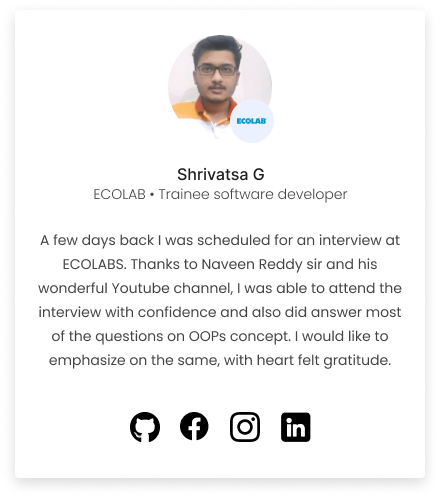 ECOLAB
Shrivatsa G
ECOLAB • Trainee software developer
A few days back I was scheduled for an interview at
ECOLABS. Thanks to Naveen Reddy sir and his
wonderful Youtube channel, I was able to attend the
interview with confidence and also did answer most
of the questions on OOPs concept. I would like to
emphasize on the same, with heart felt gratitude.
in